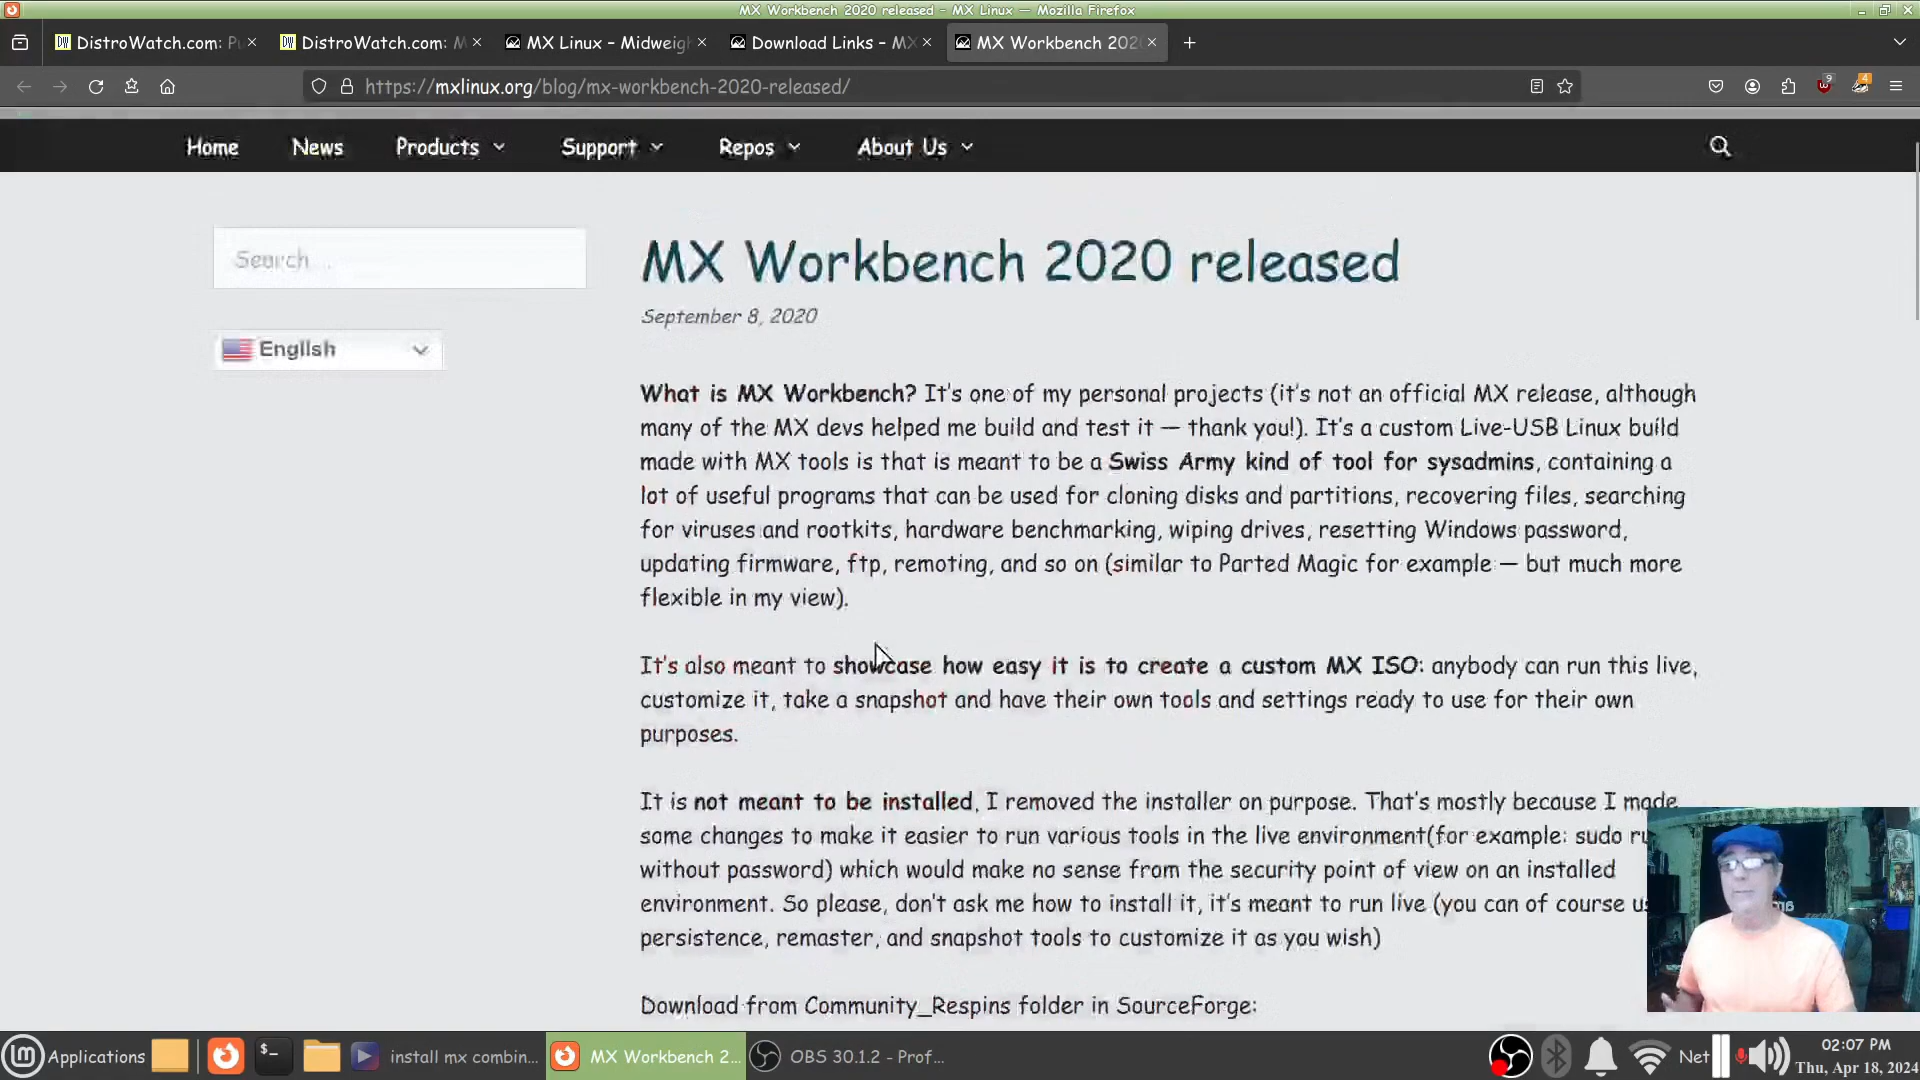 MX Workbench 2020 released – MX Linux — Mozilla Firefox
DistroWatch.com: Pu
DistroWatch.com: M
MX Linux – Midweigh
Download Links – MX
MX Workbench 202
https://mxlinux.org/blog/mx-workbench-2020-released/
9
4
Home
News
Products
Support
Repos
About Us
Search ...
English
MX Workbench 2020 released
September 8, 2020
What is MX Workbench? It's one of my personal projects (it's not an official MX release, although
many of the MX devs helped me build and test it — thank you!). It's a custom Live-USB Linux build
made with MX tools is that is meant to be a Swiss Army kind of tool for sysadmins, containing a
lot of useful programs that can be used for cloning disks and partitions, recovering files, searching
for viruses and rootkits, hardware benchmarking, wiping drives, resetting Windows password,
updating firmware, ftp, remoting, and so on (similar to Parted Magic for example — but much more
flexible in my view).
It's also meant to showcase how easy it is to create a custom MX ISO: anybody can run this live,
customize it, take a snapshot and have their own tools and settings ready to use for their own
purposes.
It is not meant to be installed, I removed the installer on purpose. That's mostly because I made
some changes to make it easier to run various tools in the live environment(for example: sudo ru
without password) which would make no sense from the security point of view on an installed
environment. So please, don't ask me how to install it, it's meant to run live (you can of course us
persistence, remaster, and snapshot tools to customize it as you wish)
Download from Community_Respins folder in SourceForge:
Applications
install mx combin...
MX Workbench 2...
OBS 30.1.2 - Prof...
Net
02:07 PM
Thu, Apr 18, 2024